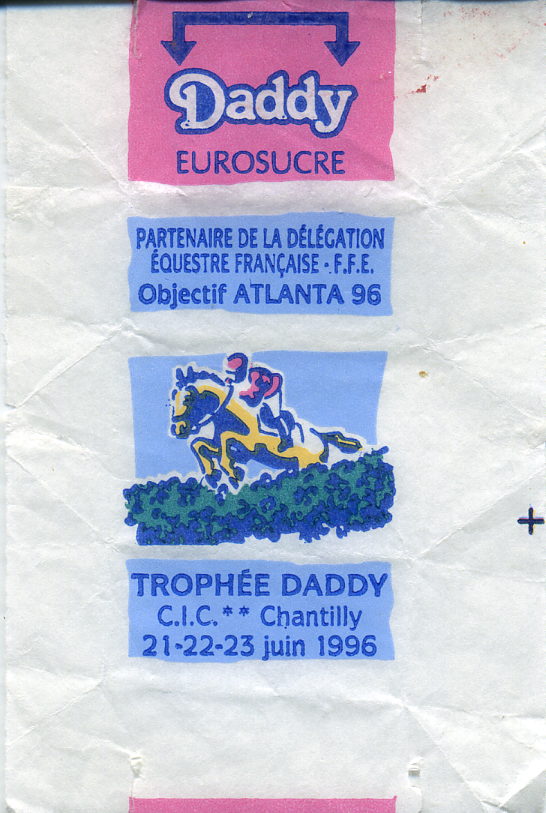 Daddy
EUROSUCRE
PARTENAIRE DE LA DÉLÉGATION
ÉQUESTRE FRANÇAISE - F.F.E.
Objectif ATLANTA 96
TROPHÉE DADDY
C.I.C.** Chantilly
21-22-23 juin 1996